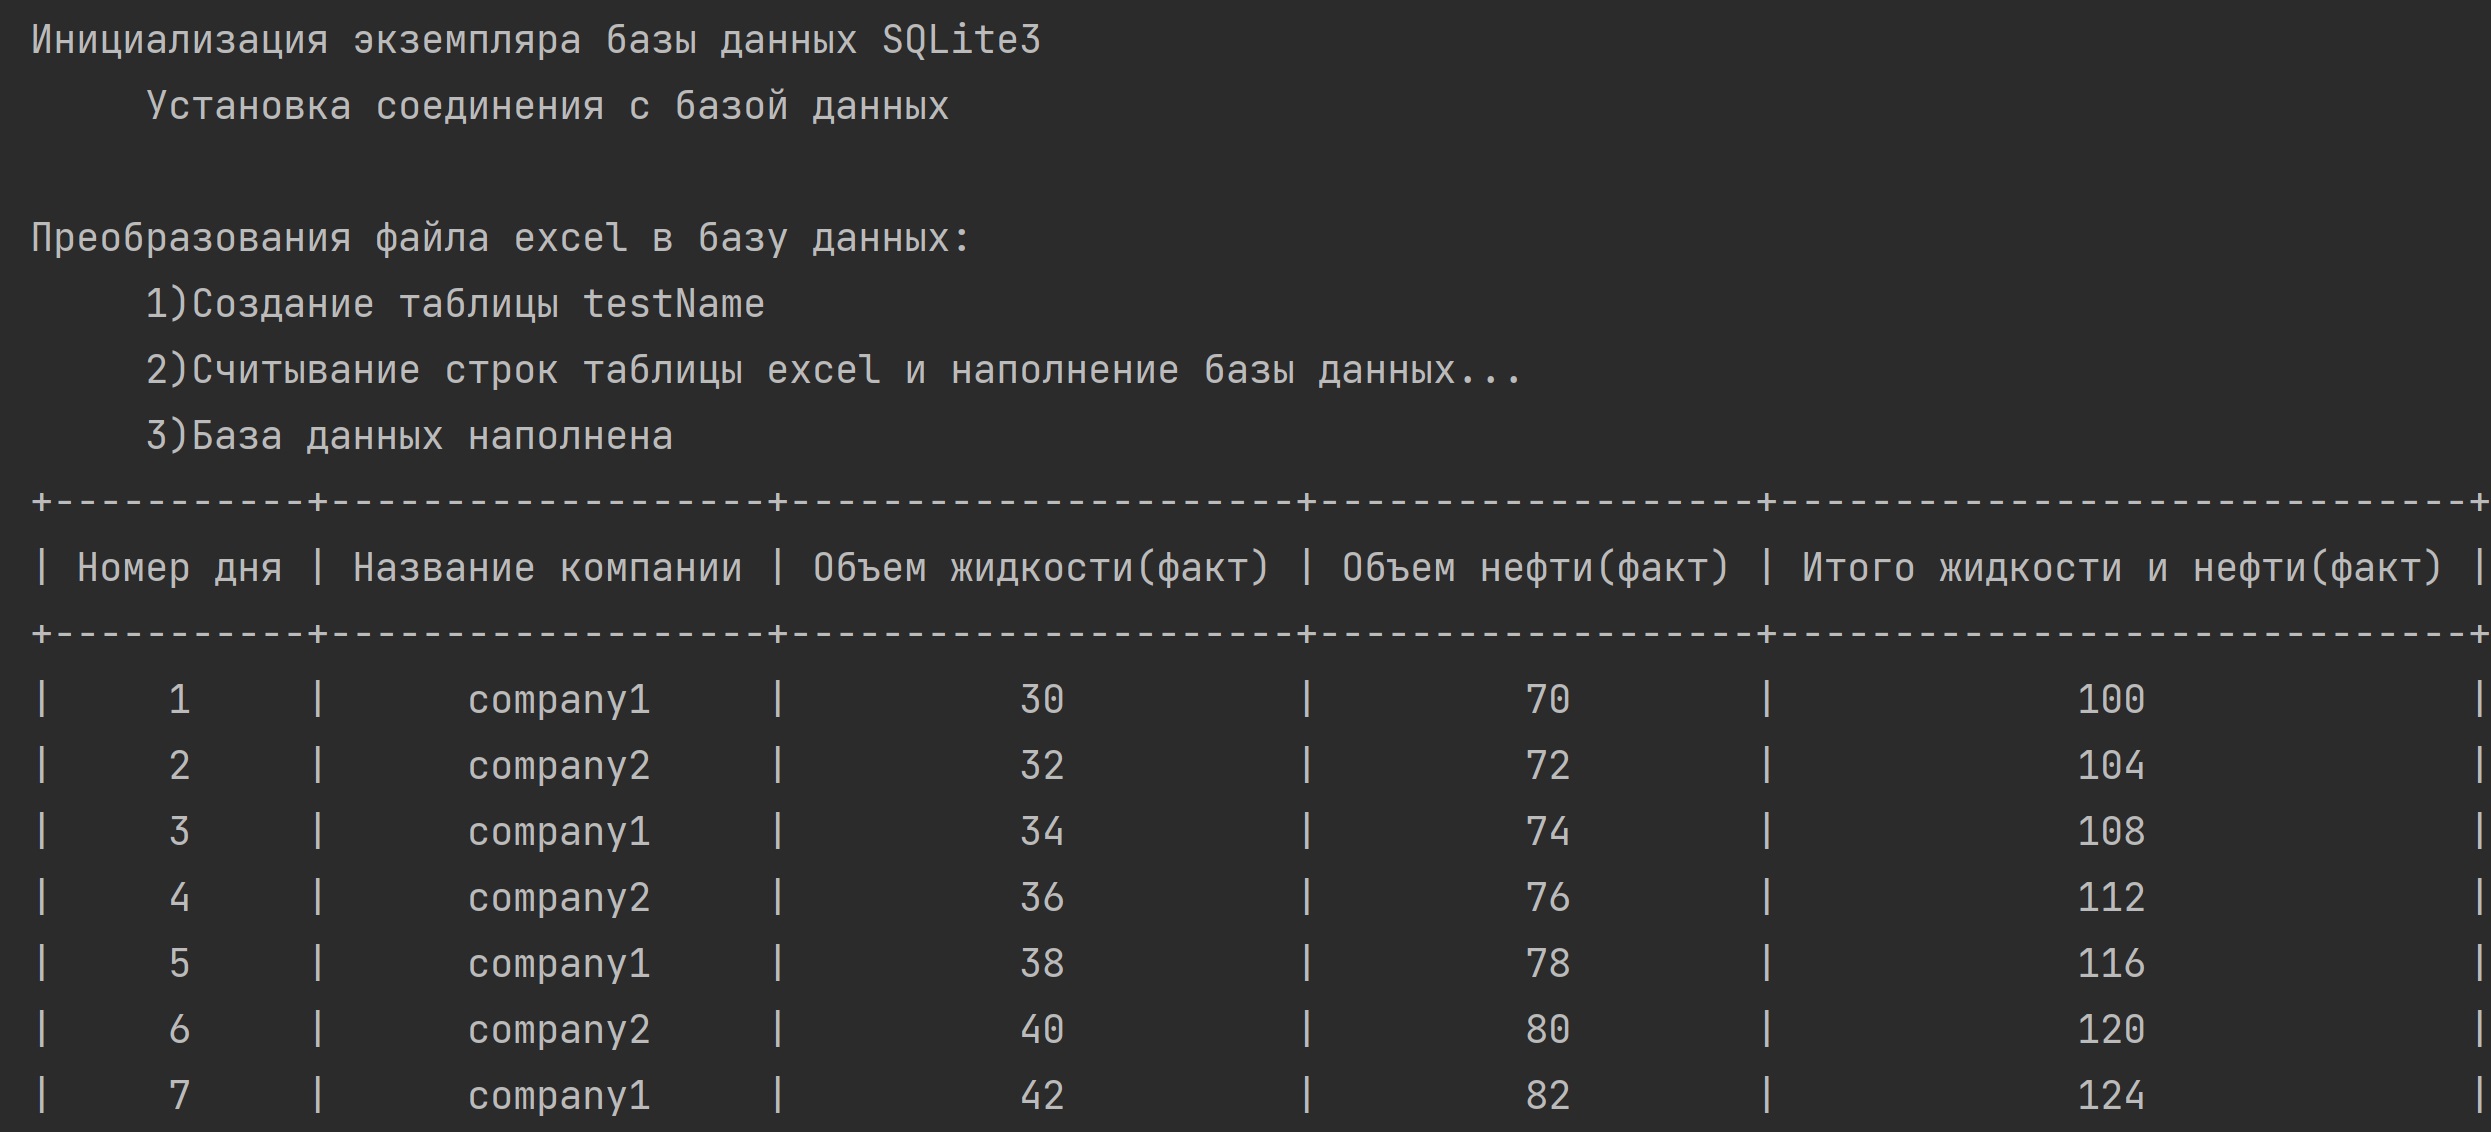 Инициализация экземпляра базы данных SQLite3
     Установка соединения с базой данных

Преобразования файла excel в базу данных:
     1)Создание таблицы testName
     2)Считывание строк таблицы excel и наполнение базы данных...
     3)База данных наполнена
+-----------+-------------------+----------------------+-------------------+------------------------------+
| Номер дня | Название компании | Объем жидкости(факт) | Объем нефти(факт) | Итого жидкости и нефти(факт) |
+-----------+-------------------+----------------------+-------------------+------------------------------+
|     1     |      company1     |          30          |         70        |             100              |
|     2     |      company2     |          32          |         72        |             104              |
|     3     |      company1     |          34          |         74        |             108              |
|     4     |      company2     |          36          |         76        |             112              |
|     5     |      company1     |          38          |         78        |             116              |
|     6     |      company2     |          40          |         80        |             120              |
|     7     |      company1     |          42          |         82        |             124              |